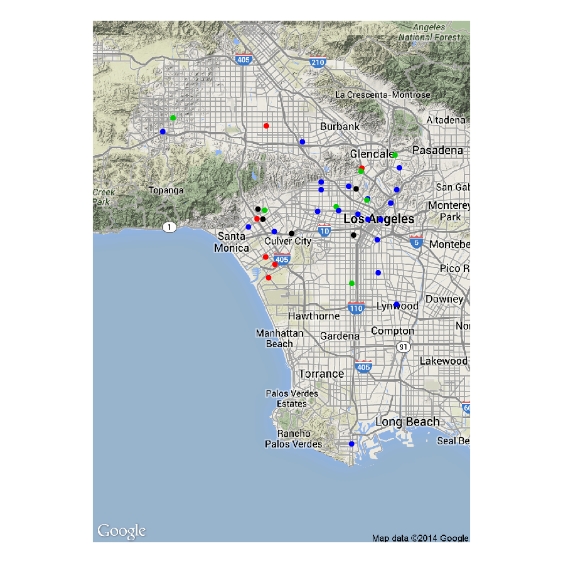 Angeles
National Forest
405
210
La Crescenta-Montrose
Altadena
Burbank
Glendale
Pasadena
Creek
Park
Topanga
San Gab
Monterey
Park
1
Los Angeles
Santa
Monica
10
Culver City
405
Montebe
Pico R
110
Lynwood
Downey
Hawthorne
Gardena
Compton
Manhattan
Beach
91
Lakewood
405
Torrance
Palos Verdes
Estates
Long Beach
Rancho
Palos Verdes
Seal Be
Google
Map data ©2014 Google